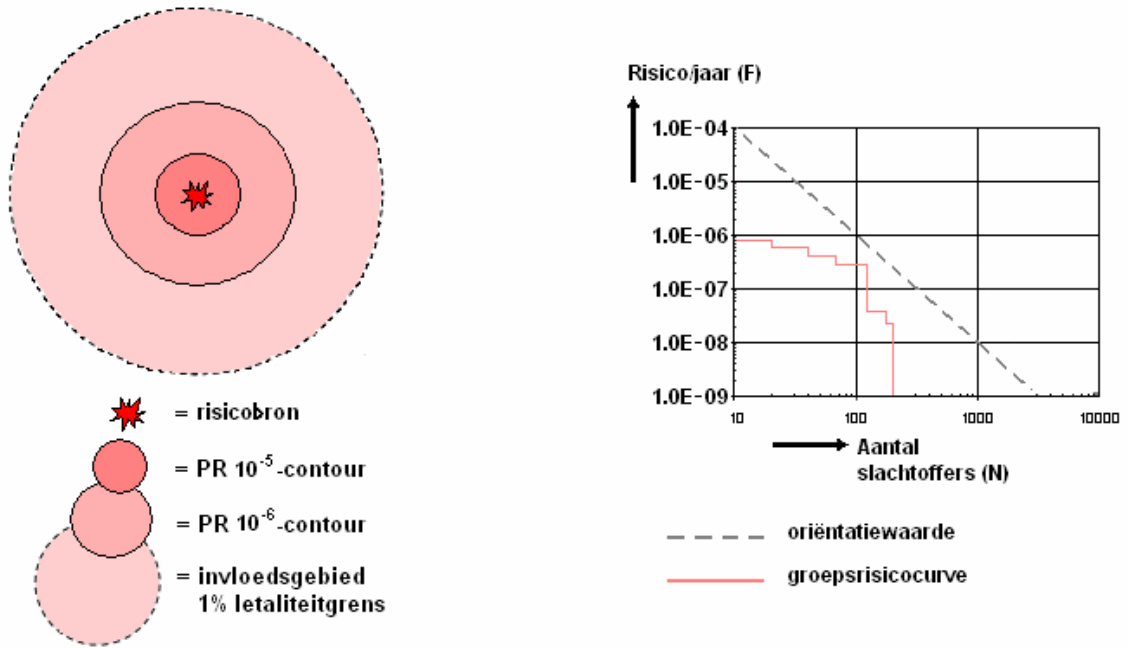 = risicobron
= PR 10⁻⁵-contour
= PR 10⁻⁶-contour
= invloedsgebied
1% letaliteitgrens
Risico/jaar (F)
1.0E-04
1.0E-05
1.0E-06
1.0E-07
1.0E-08
1.0E-09
10 100 1000 10000
Aantal
slachtoffers (N)
oriëntatiewaarde
groepsrisicocurve